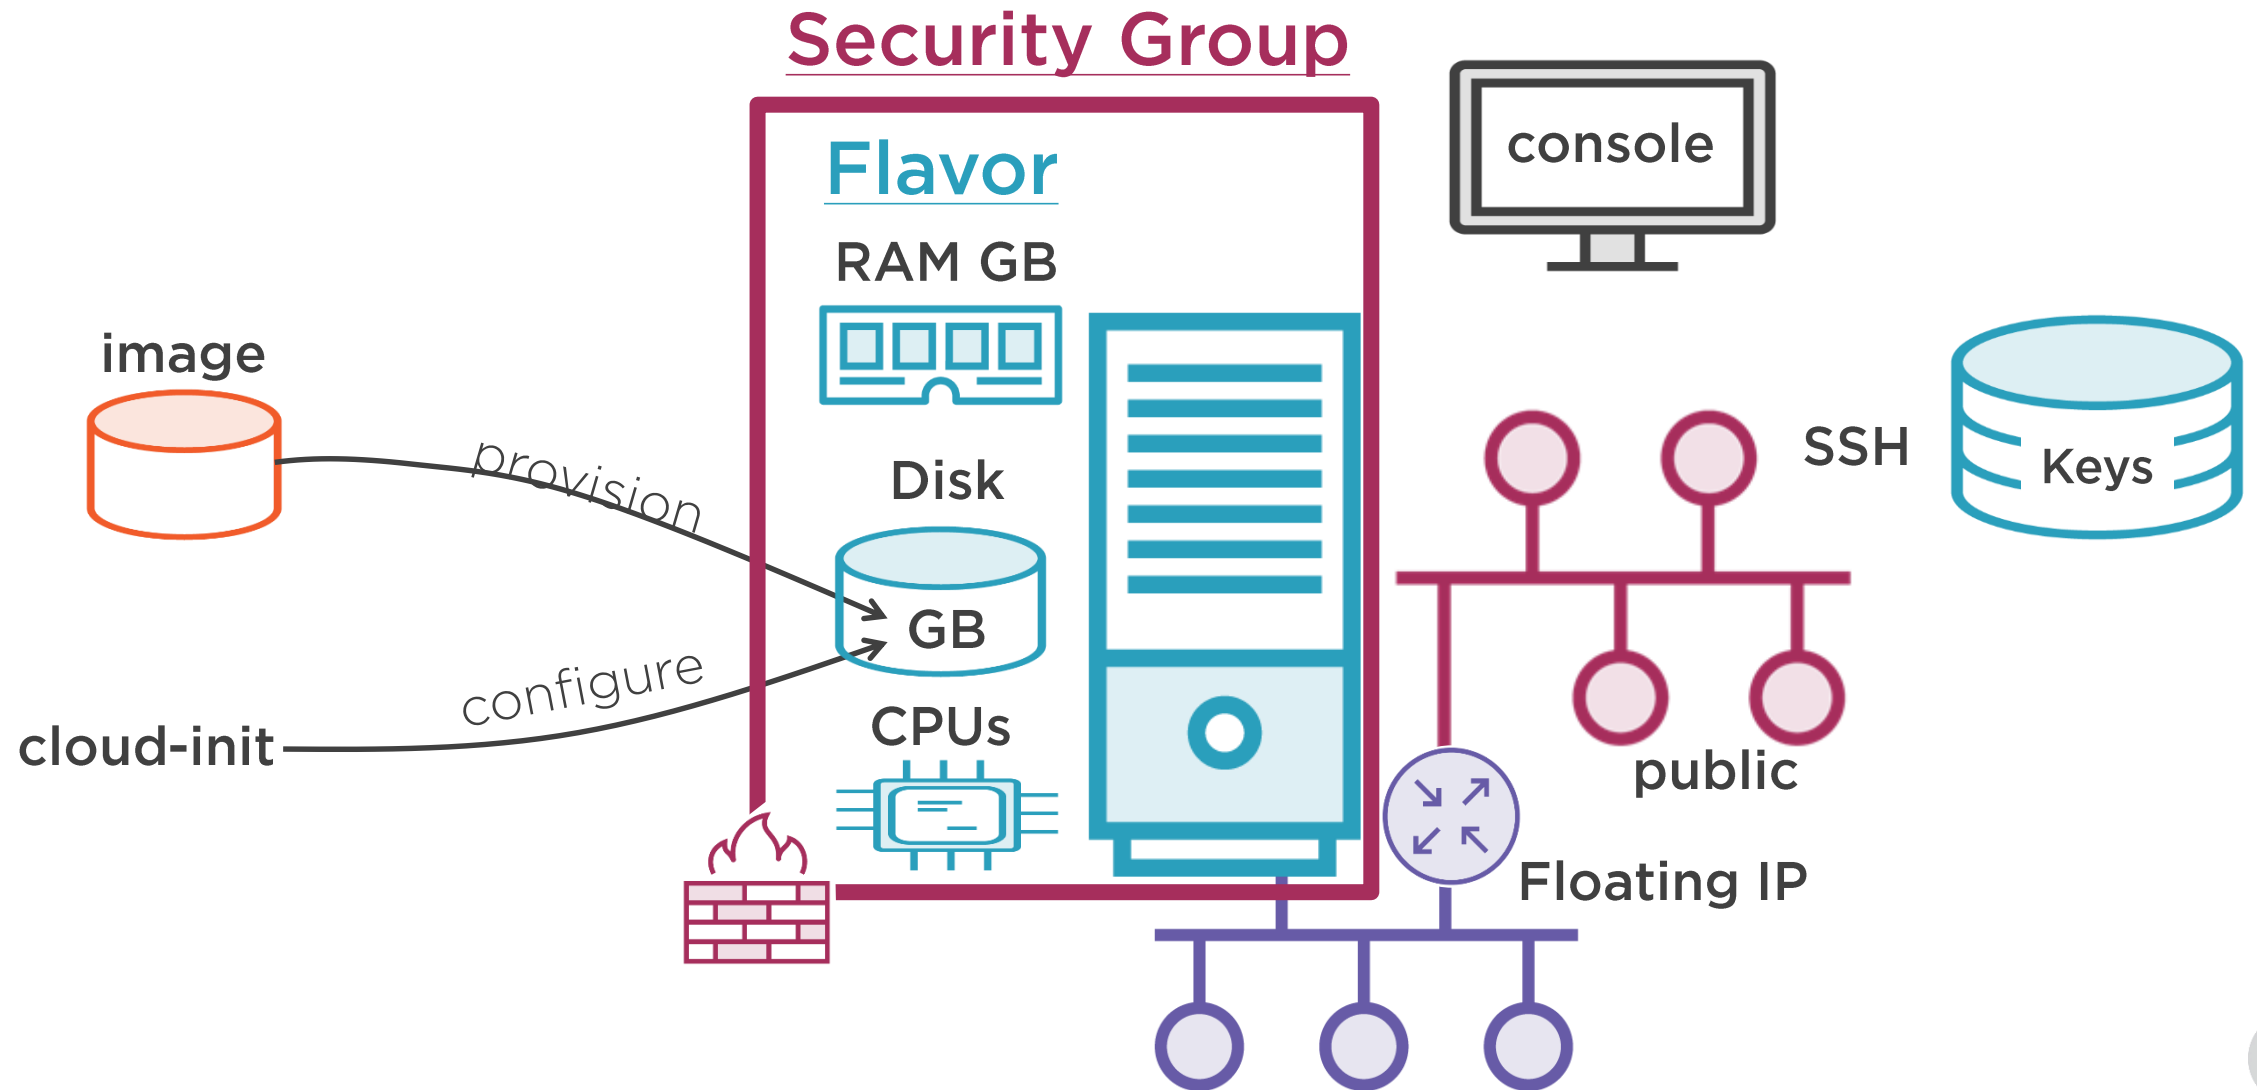 Security Group
Flavor
RAM GB
Disk
GB
CPUs
image
provision
cloud-init
configure
console
SSH
Keys
public
Floating IP